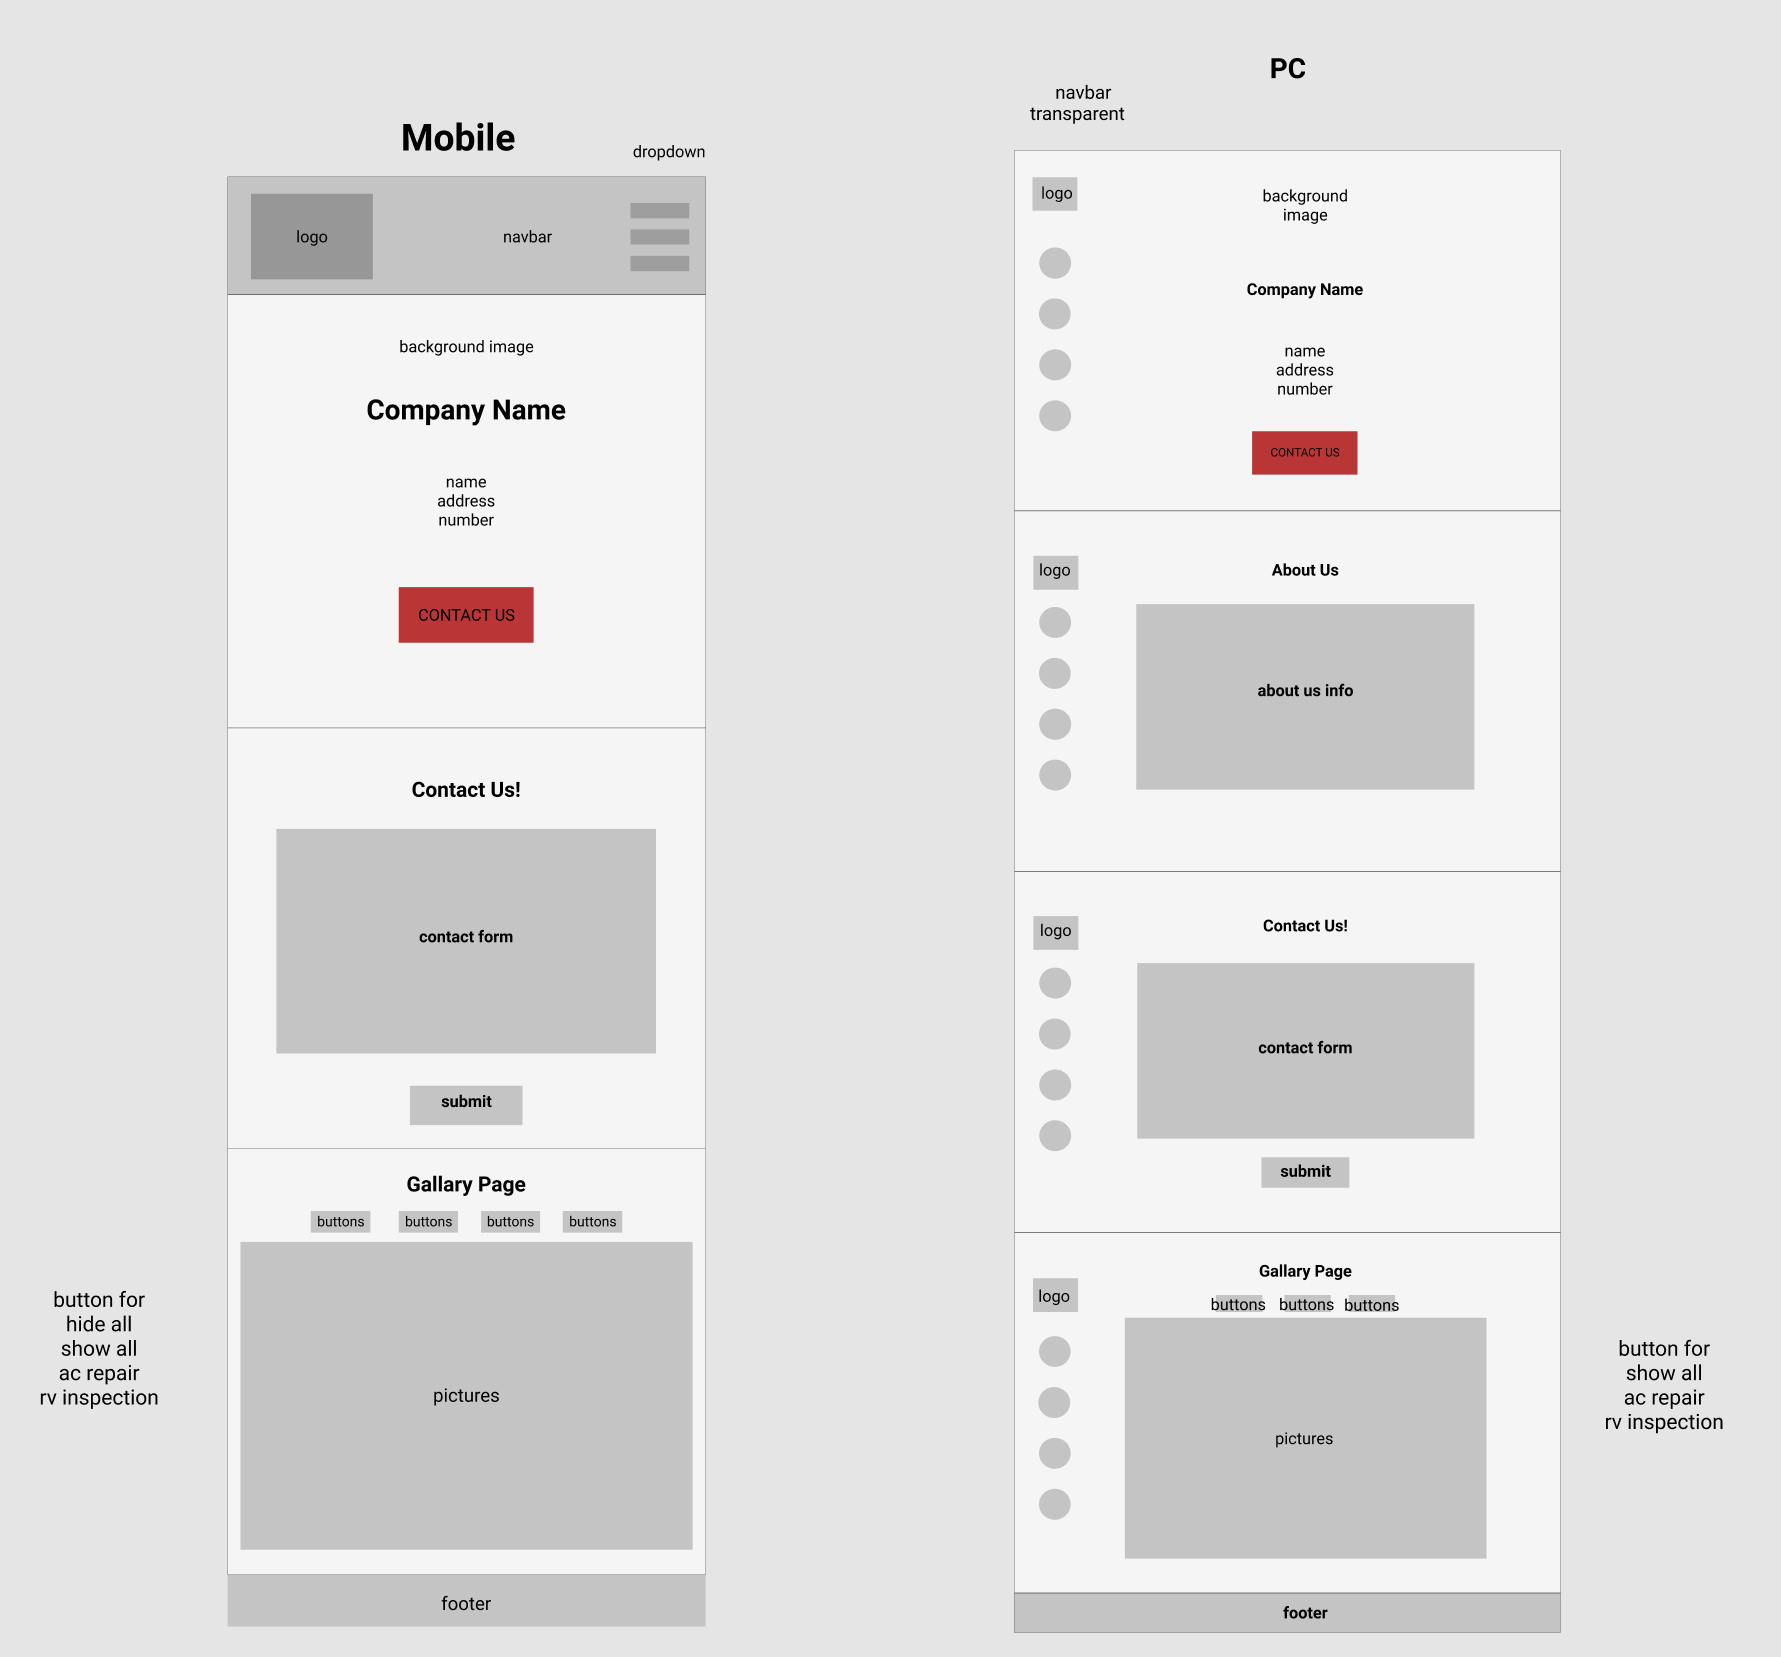 Mobile
dropdown
logo
navbar
background image
Company Name
name
address
number
CONTACT US
Contact Us!
contact form
submit
Gallary Page
buttons buttons buttons buttons
pictures
footer
button for
hide all
show all
ac repair
rv inspection
PC
navbar
transparent
logo
background
image
Company Name
name
address
number
CONTACT US
logo
About Us
about us info
logo
Contact Us!
contact form
submit
logo
Gallary Page
buttons buttons buttons
pictures
footer
button for
show all
ac repair
rv inspection